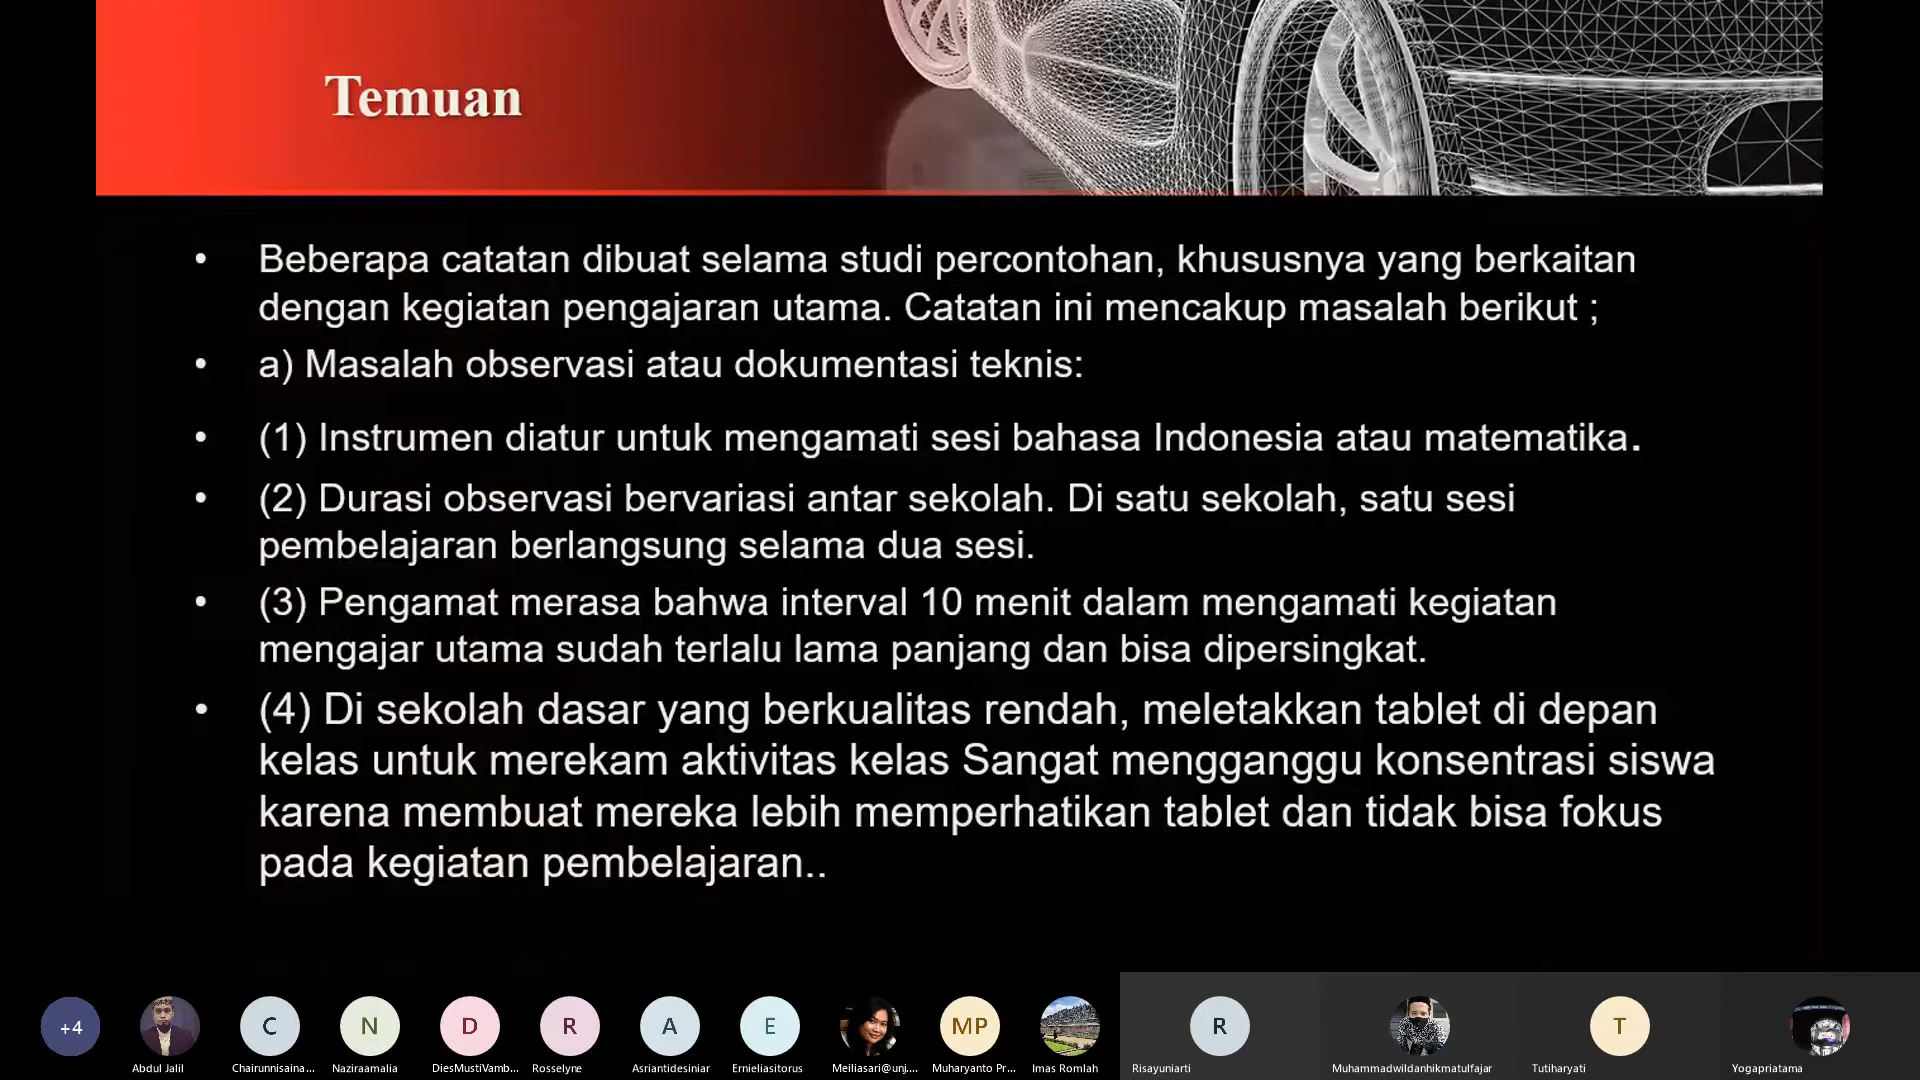 Temuan
• Beberapa catatan dibuat selama studi percontohan, khususnya yang berkaitan
dengan kegiatan pengajaran utama. Catatan ini mencakup masalah berikut ;
• a) Masalah observasi atau dokumentasi teknis:
• (1) Instrumen diatur untuk mengamati sesi bahasa Indonesia atau matematika.
• (2) Durasi observasi bervariasi antar sekolah. Di satu sekolah, satu sesi
pembelajaran berlangsung selama dua sesi.
• (3) Pengamat merasa bahwa interval 10 menit dalam mengamati kegiatan
mengajar utama sudah terlalu lama panjang dan bisa dipersingkat.
• (4) Di sekolah dasar yang berkualitas rendah, meletakkan tablet di depan
kelas untuk merekam aktivitas kelas Sangat mengganggu konsentrasi siswa
karena membuat mereka lebih memperhatikan tablet dan tidak bisa fokus
pada kegiatan pembelajaran..
+4 C N D R A E MP R T
Abdul Jalil Chairunnisaina... Naziraamalia DiesMustiVamb... Rosselyne Asriantidesiniar Ernieliasitorus Meiliasari@unj.... Muharyanto Pr... Imas Romlah Risayuniarti Muhammadwildanhikmatulfajar Tutiharyati Yogapriatama